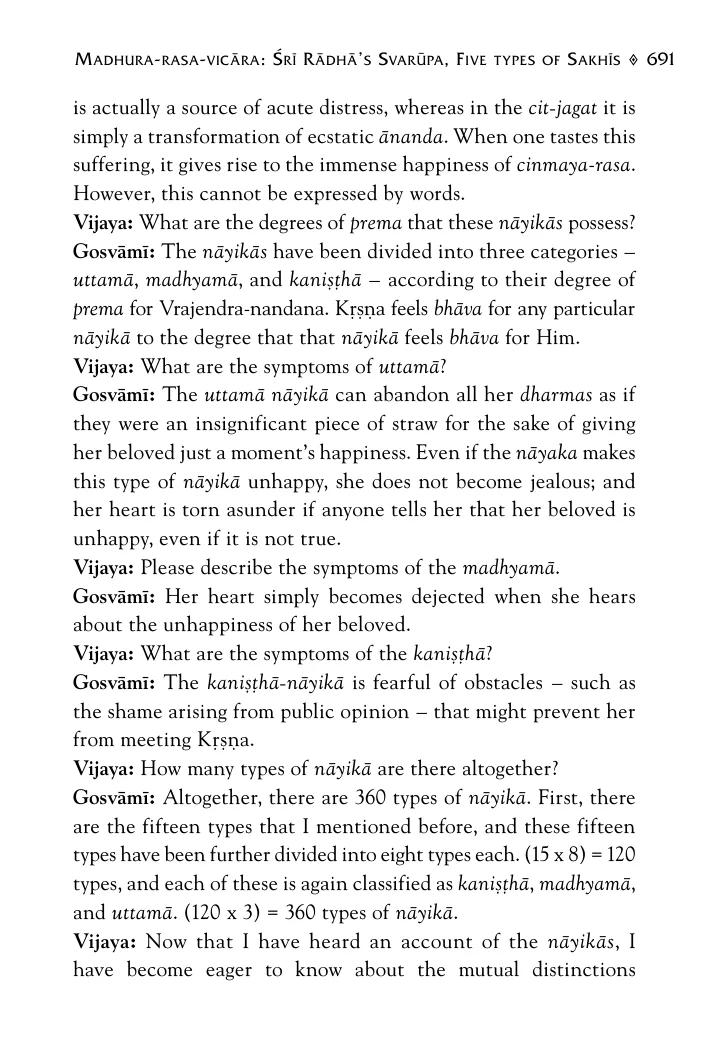 Madhura-rasa-vicāra: Śrī Rādhā's Svarūpa, Five types of Sakhīs ◈ 691
is actually a source of acute distress, whereas in the cit-jagat it is
simply a transformation of ecstatic ānanda. When one tastes this
suffering, it gives rise to the immense happiness of cinmaya-rasa.
However, this cannot be expressed by words.
Vijaya: What are the degrees of prema that these nāyikās possess?
Gosvāmī: The nāyikās have been divided into three categories –
uttamā, madhyamā, and kaniṣṭhā – according to their degree of
prema for Vrajendra-nandana. Kṛṣṇa feels bhāva for any particular
nāyikā to the degree that that nāyikā feels bhāva for Him.
Vijaya: What are the symptoms of uttamā?
Gosvāmī: The uttamā nāyikā can abandon all her dharmas as if
they were an insignificant piece of straw for the sake of giving
her beloved just a moment's happiness. Even if the nāyaka makes
this type of nāyikā unhappy, she does not become jealous; and
her heart is torn asunder if anyone tells her that her beloved is
unhappy, even if it is not true.
Vijaya: Please describe the symptoms of the madhyamā.
Gosvāmī: Her heart simply becomes dejected when she hears
about the unhappiness of her beloved.
Vijaya: What are the symptoms of the kaniṣṭhā?
Gosvāmī: The kaniṣṭhā-nāyikā is fearful of obstacles – such as
the shame arising from public opinion – that might prevent her
from meeting Kṛṣṇa.
Vijaya: How many types of nāyikā are there altogether?
Gosvāmī: Altogether, there are 360 types of nāyikā. First, there
are the fifteen types that I mentioned before, and these fifteen
types have been further divided into eight types each. (15 x 8) = 120
types, and each of these is again classified as kaniṣṭhā, madhyamā,
and uttamā. (120 x 3) = 360 types of nāyikā.
Vijaya: Now that I have heard an account of the nāyikās, I
have become eager to know about the mutual distinctions